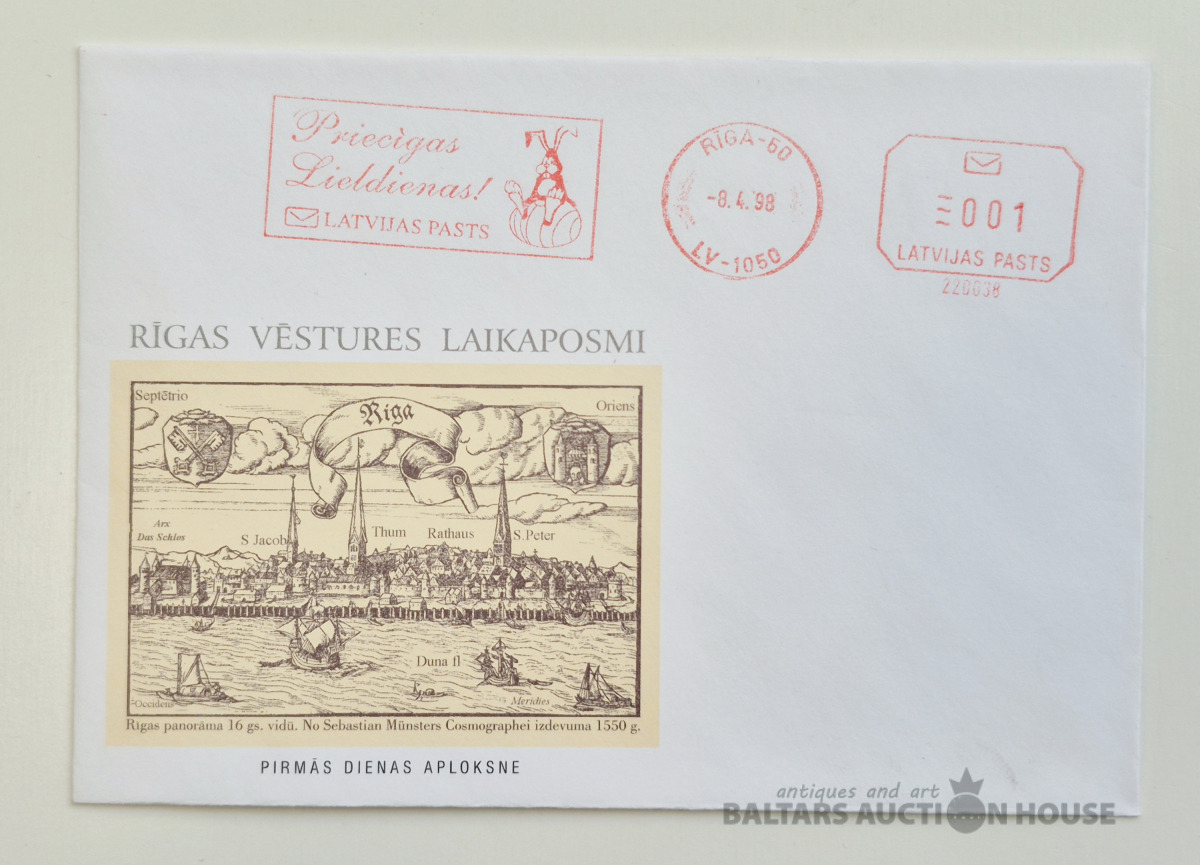 Priecīgas
Lieldienas!
LATVIJAS PASTS
RĪGA-50
-8.4.98
LV-1050
001
LATVIJAS PASTS
220038
RĪGAS VĒSTURES LAIKAPOSMI
Septētrio
Riga
Oriens
Arx
Das Schlos
S Jacob
Thum
Rathaus
S.Peter
Duna fl
Occidens
Meridies
Rīgas panorāma 16 gs. vidū. No Sebastian Münsters Cosmographei izdevuma 1550 g.
PIRMĀS DIENAS APLOKSNE
antiques and art
BALTARS AUCTION HOUSE